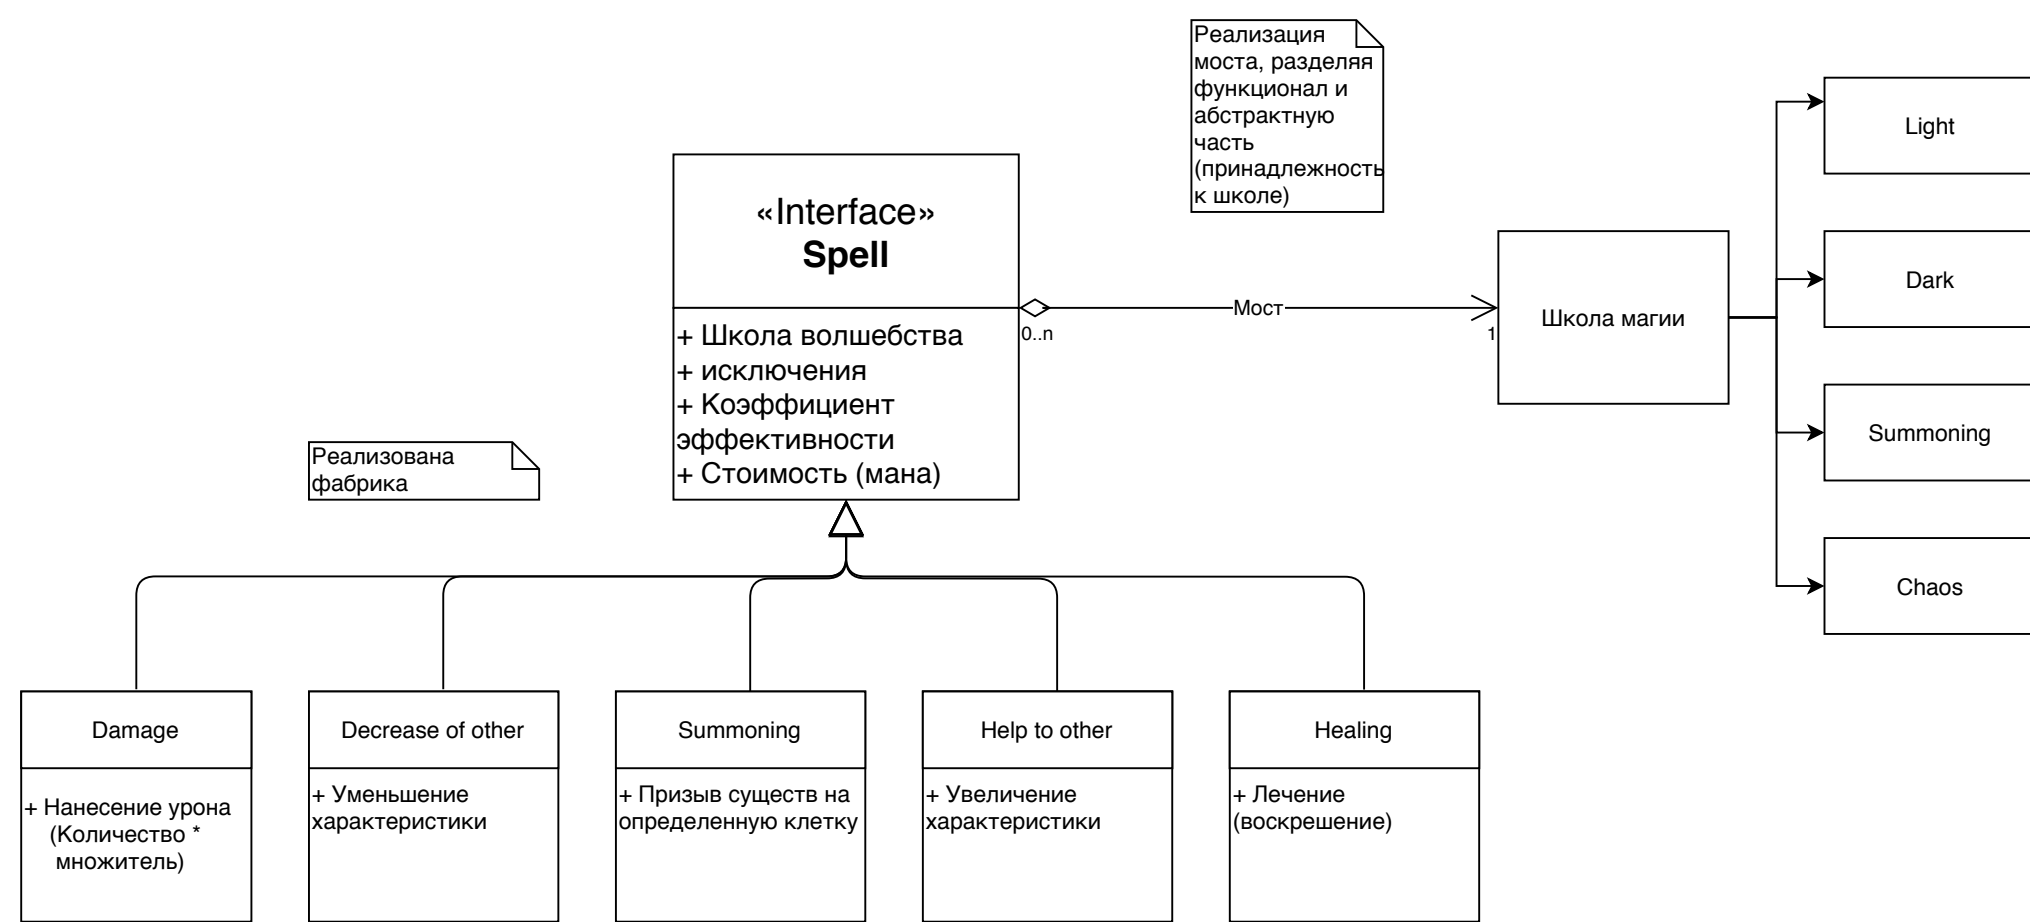 Реализация
моста, разделяя
функционал и
абстрактную
часть
(принадлежность
к школе)
«Interface»
Spell
+ Школа волшебства
+ исключения
+ Коэффициент
эффективности
+ Стоимость (мана)
0..n
Мост
1
Школа магии
Light
Dark
Summoning
Chaos
Реализована
фабрика
Damage
+ Нанесение урона
(Количество *
множитель)
Decrease of other
+ Уменьшение
характеристики
Summoning
+ Призыв существ на
определенную клетку
Help to other
+ Увеличение
характеристики
Healing
+ Лечение
(воскрешение)